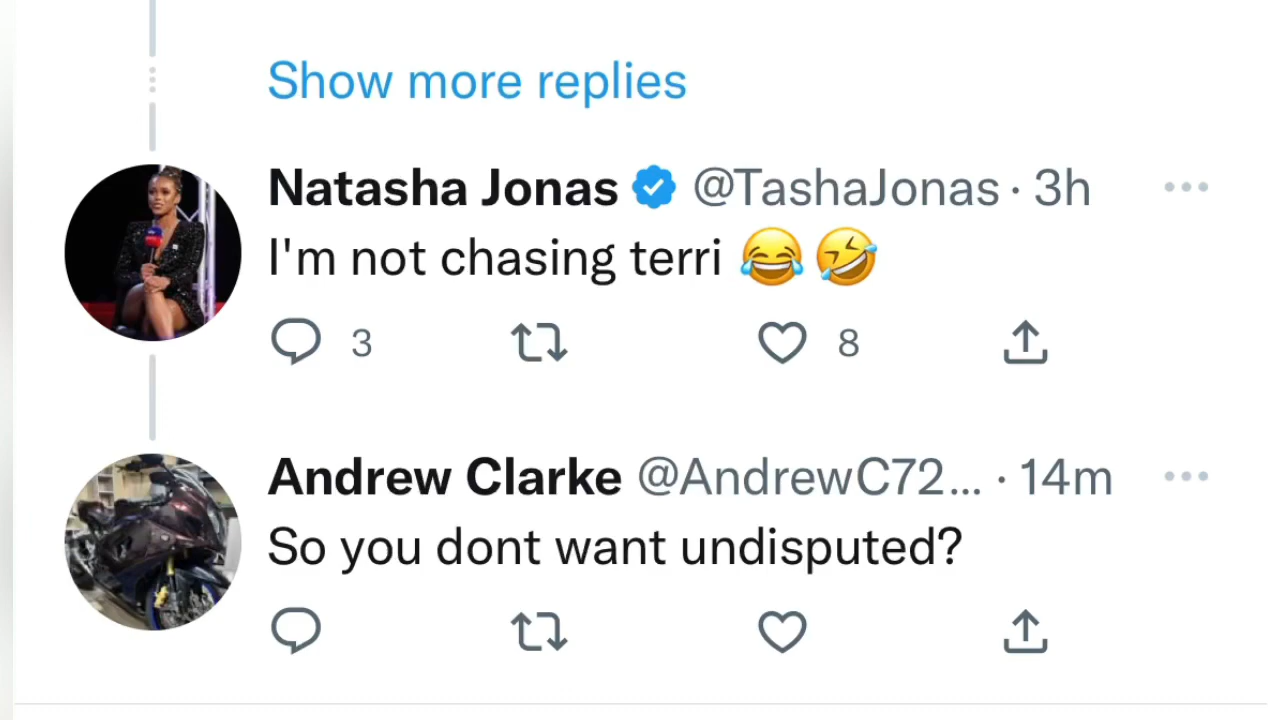 Show more replies
Natasha Jonas @TashaJonas · 3h
I'm not chasing terri 😂 🤣
3 8
Andrew Clarke @AndrewC72... · 14m
So you dont want undisputed?